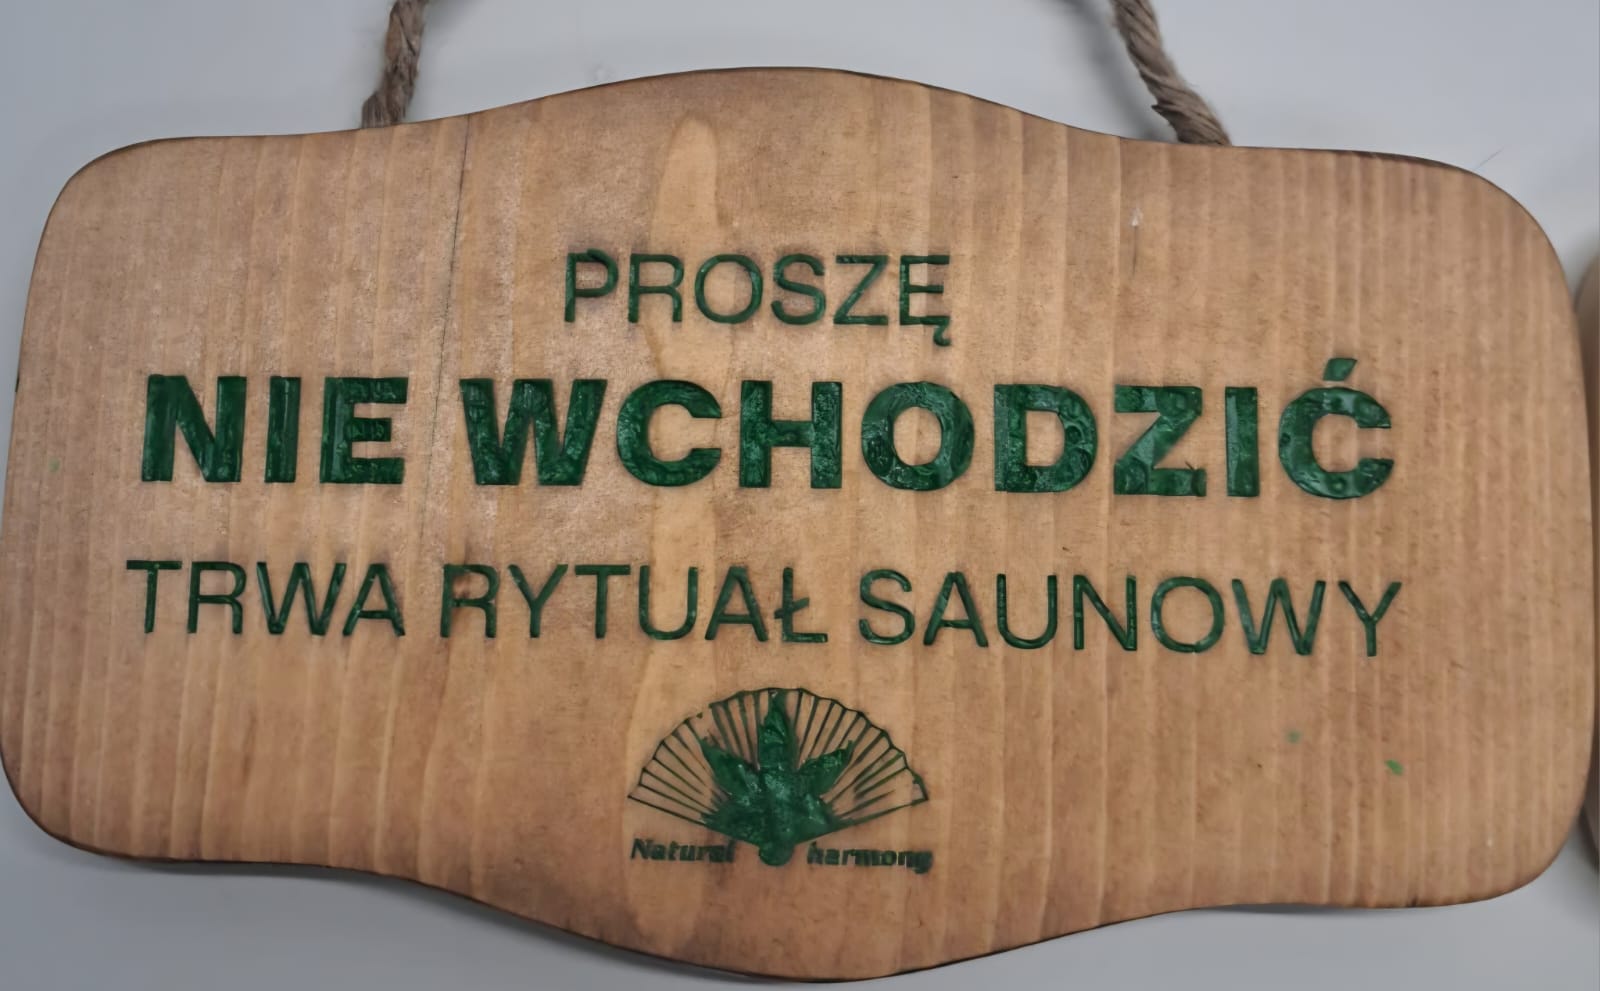 PROSZĘ
NIE WCHODZIĆ
TRWA RYTUAŁ SAUNOWY
Natural harmony